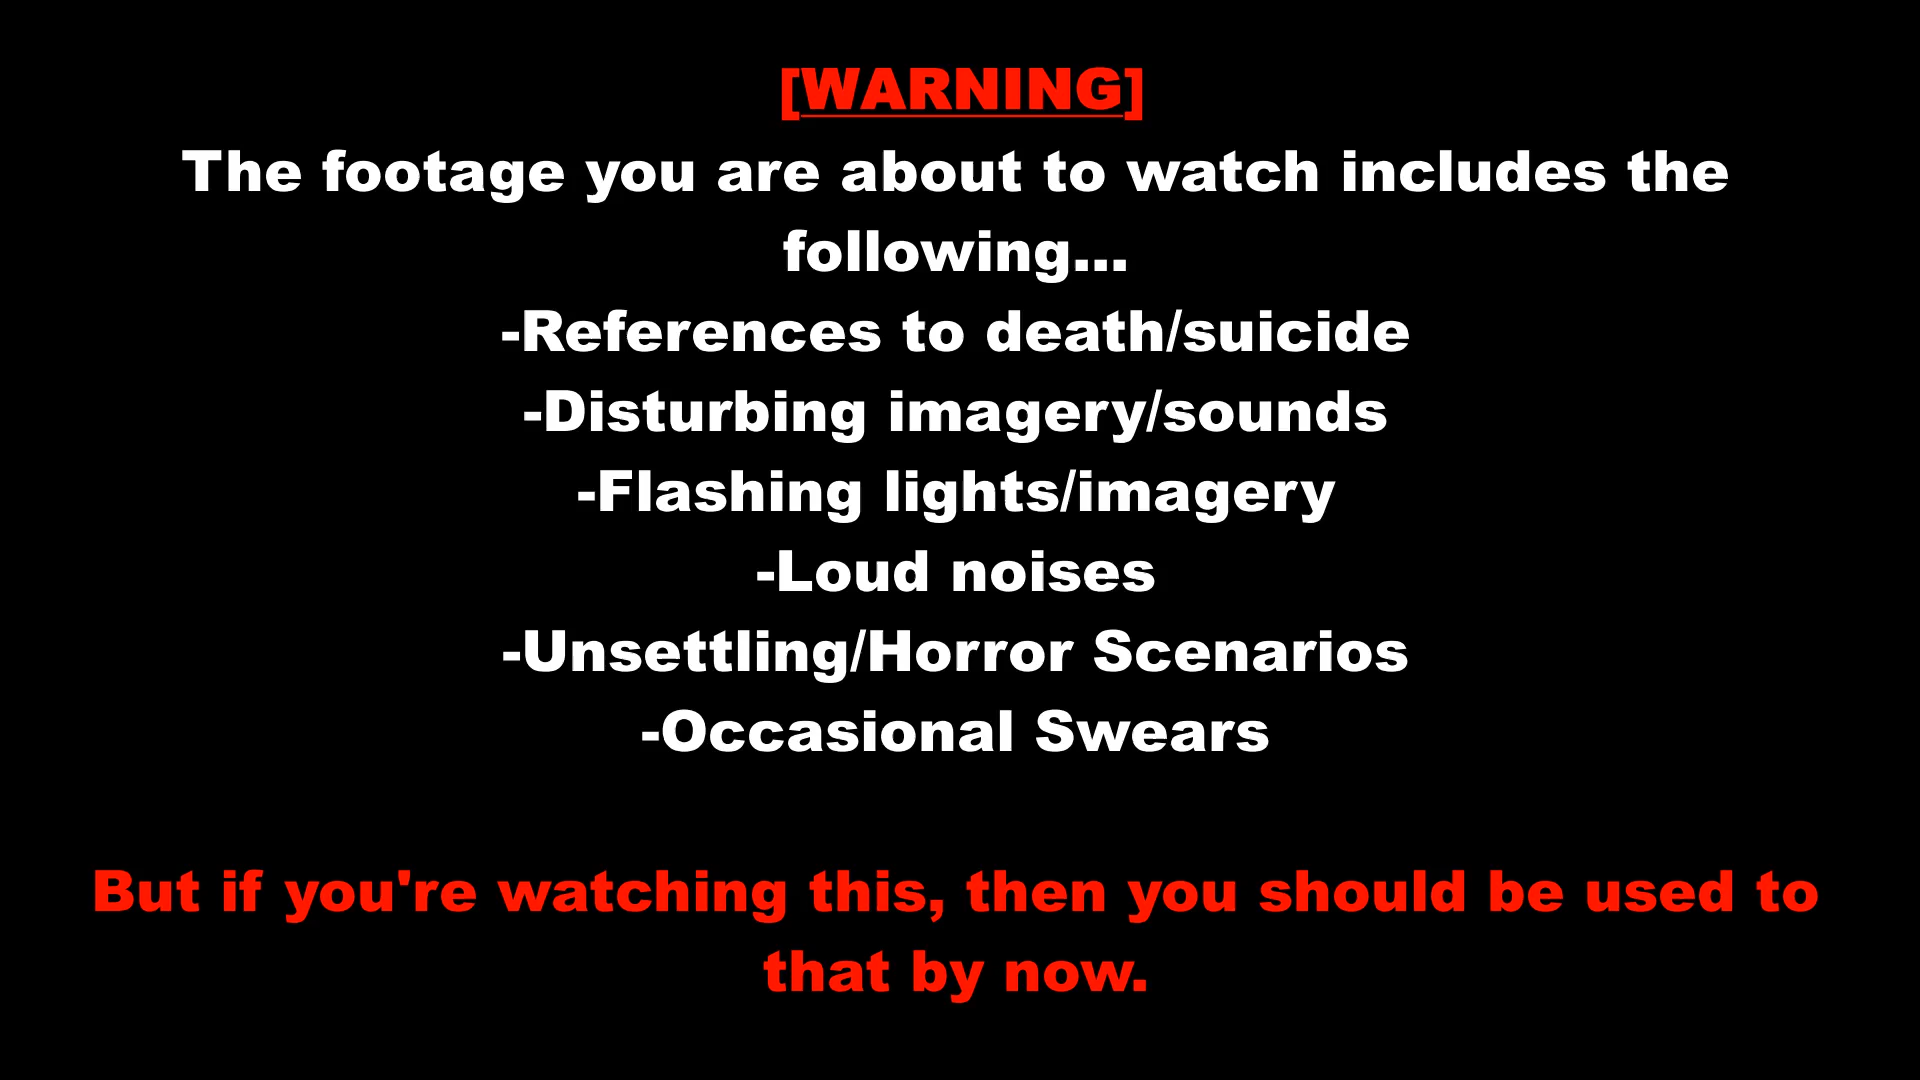 [WARNING]
The footage you are about to watch includes the
following...
-References to death/suicide
-Disturbing imagery/sounds
-Flashing lights/imagery
-Loud noises
-Unsettling/Horror Scenarios
-Occasional Swears
But if you're watching this, then you should be used to
that by now.